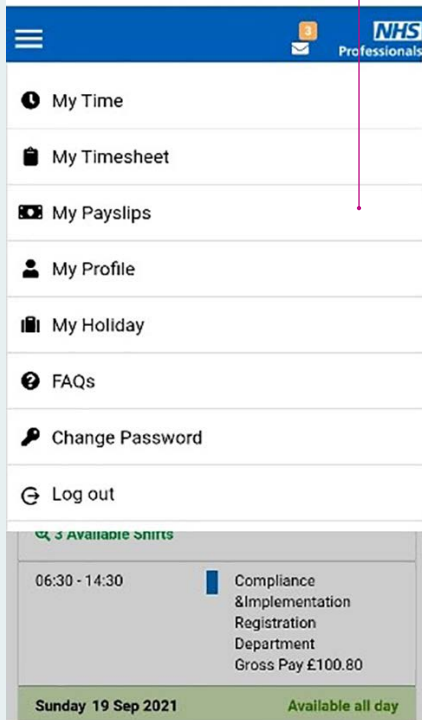 3
NHS
Professionals
My Time
My Timesheet
My Payslips
My Profile
My Holiday
FAQs
Change Password
Log out
3 Available Shifts
06:30 - 14:30
Compliance
&Implementation
Registration
Department
Gross Pay £100.80
Sunday 19 Sep 2021
Available all day